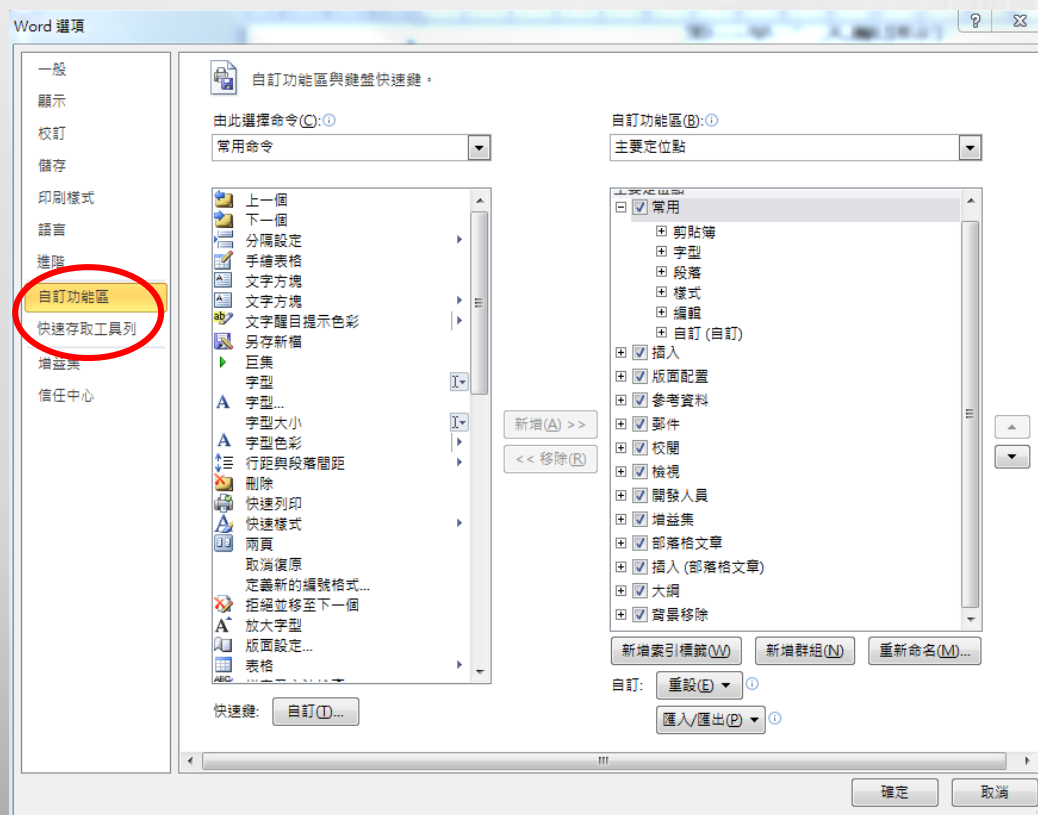 Word 選項
一般
顯示
校訂
儲存
印刷樣式
語言
進階
自訂功能區
快速存取工具列
增益集
信任中心
自訂功能區與鍵盤快速鍵。
由此選擇命令(C):
常用命令
上一個
下一個
分隔設定
手繪表格
文字方塊
文字方塊
文字醒目提示色彩
另存新檔
巨集
字型
字型...
字型大小
字型色彩
行距與段落間距
刪除
快速列印
快速樣式
兩頁
取消復原
定義新的編號格式...
拒絕並移至下一個
放大字型
版面設定...
表格
快速鍵:
自訂(T)...
新增(A) >>
<< 移除(R)
自訂功能區(B):
主要定位點
主要定位點
常用
剪貼簿
字型
段落
樣式
編輯
自訂 (自訂)
插入
版面配置
參考資料
郵件
校閱
檢視
開發人員
增益集
部落格文章
插入 (部落格文章)
大綱
背景移除
新增索引標籤(W)
新增群組(N)
重新命名(M)...
自訂:
重設(E)
匯入/匯出(P)
確定
取消